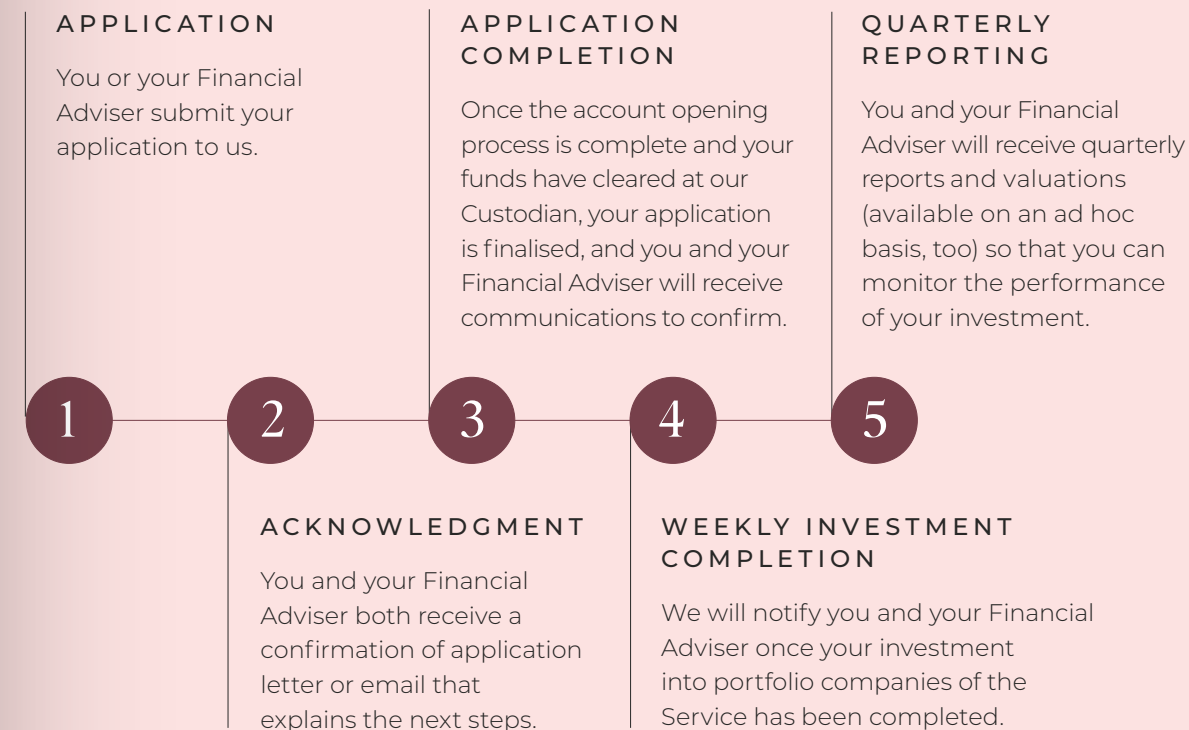 APPLICATION
You or your Financial
Adviser submit your
application to us.
APPLICATION
COMPLETION
Once the account opening
process is complete and your
funds have cleared at our
Custodian, your application
is finalised, and you and your
Financial Adviser will receive
communications to confirm.
QUARTERLY
REPORTING
You and your Financial
Adviser will receive quarterly
reports and valuations
(available on an ad hoc
basis, too) so that you can
monitor the performance
of your investment.
1
2
3
4
5
ACKNOWLEDGMENT
You and your Financial
Adviser both receive a
confirmation of application
letter or email that
explains the next steps.
WEEKLY INVESTMENT
COMPLETION
We will notify you and your Financial
Adviser once your investment
into portfolio companies of the
Service has been completed.